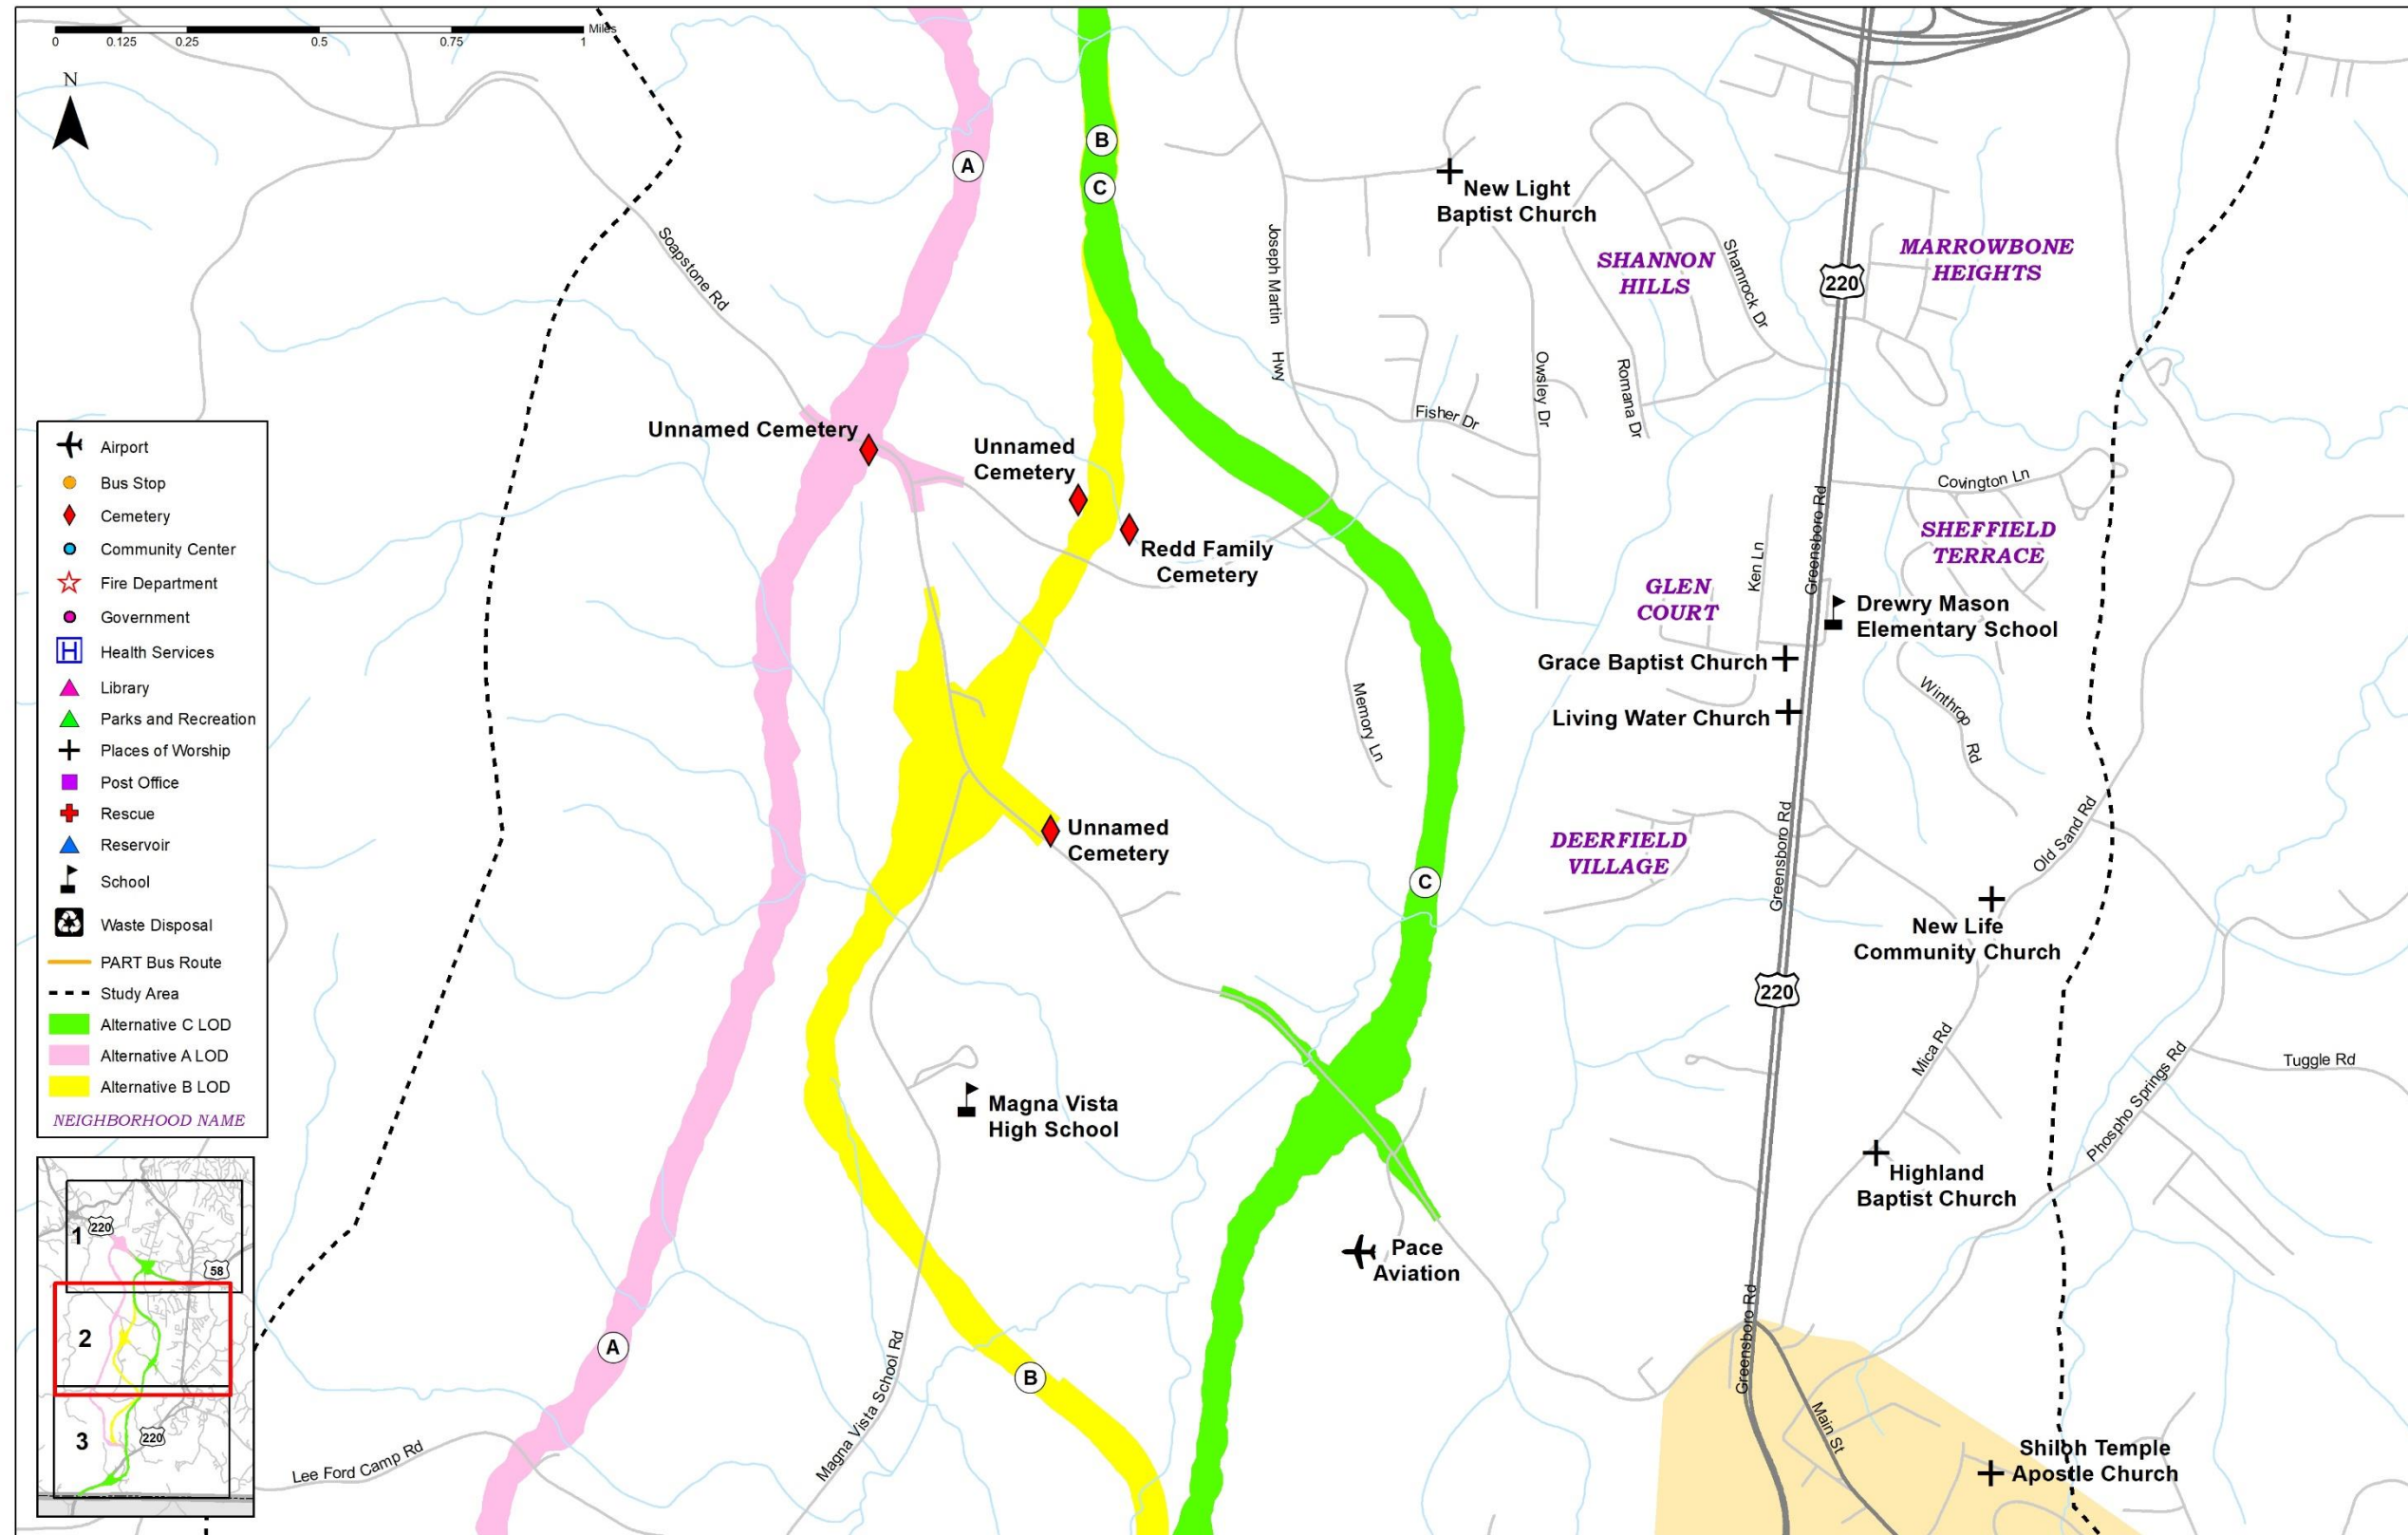 0 0.125 0.25 0.5 0.75 1 Miles
N
A
B
C
New Light
Baptist Church
Soapstone Rd
Joseph Martin Hwy
SHANNON
HILLS
Shamrock Dr
MARROWBONE
HEIGHTS
220
Owsley Dr
Romana Dr
Fisher Dr
Unnamed Cemetery
Unnamed
Cemetery
Redd Family
Cemetery
Covington Ln
Greensboro Rd
Ken Ln
SHEFFIELD
TERRACE
GLEN
COURT
Drewry Mason
Elementary School
Grace Baptist Church
Living Water Church
Winthrop Rd
Memory Ln
Unnamed
Cemetery
DEERFIELD
VILLAGE
Greensboro Rd
Old Sand Rd
C
New Life
Community Church
220
Mica Rd
Phospho Springs Rd
Tuggle Rd
Magna Vista
High School
Highland
Baptist Church
Pace
Aviation
Greensboro Rd
A
B
Magna Vista School Rd
Lee Ford Camp Rd
Main St
Shiloh Temple
Apostle Church
Airport
Bus Stop
Cemetery
Community Center
Fire Department
Government
H Health Services
Library
Parks and Recreation
Places of Worship
Post Office
Rescue
Reservoir
School
Waste Disposal
PART Bus Route
Study Area
Alternative C LOD
Alternative A LOD
Alternative B LOD
NEIGHBORHOOD NAME
1
220
58
2
3
220